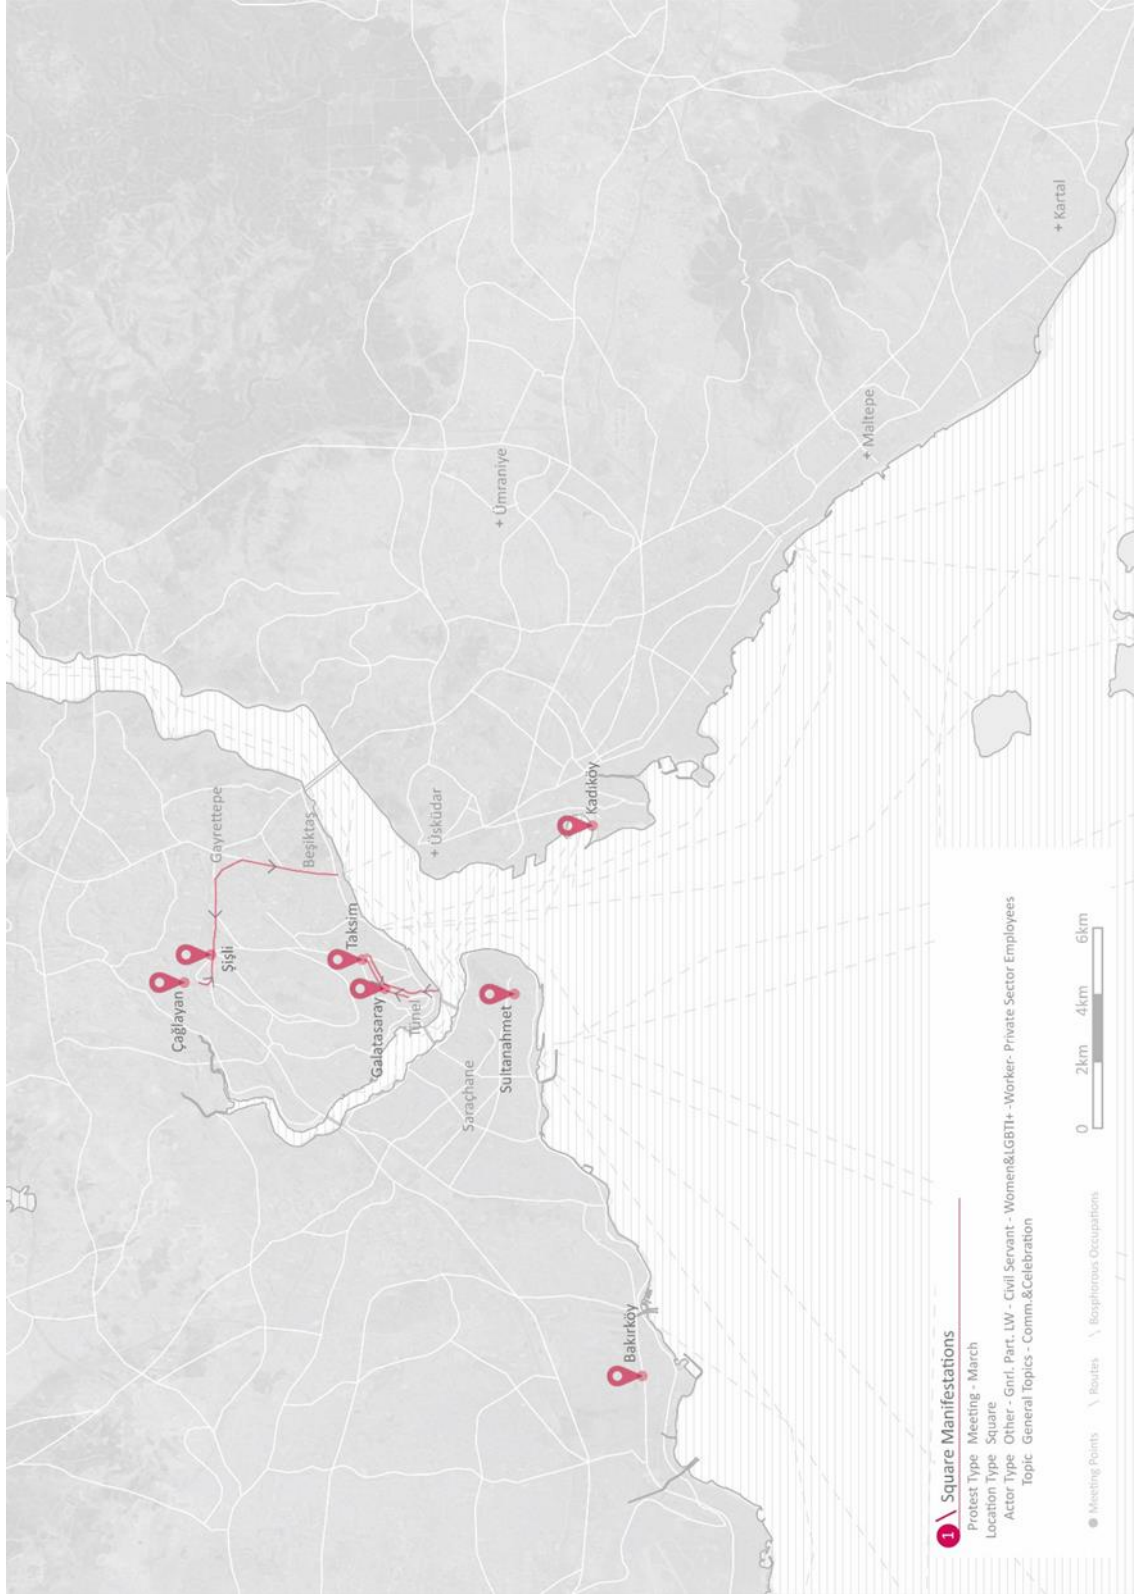 Gayrettepe
Beşiktaş
Çağlayan
Şişli
Taksim
Galatasaray
Tünel
Saraçhane
Sultanahmet
Bakırköy
Kadıköy
+ Üsküdar
+ Ümraniye
+ Maltepe
+ Kartal
1 \ Square Manifestations
Protest Type Meeting - March
Location Type Square
Actor Type Other - Gnrl. Part. LW - Civil Servant - Women&LGBTI+ -Worker- Private Sector Employees
Topic General Topics - Comm.&Celebration
Meeting Points \ Routes \ Bosphorous Occupations
0 2km 4km 6km